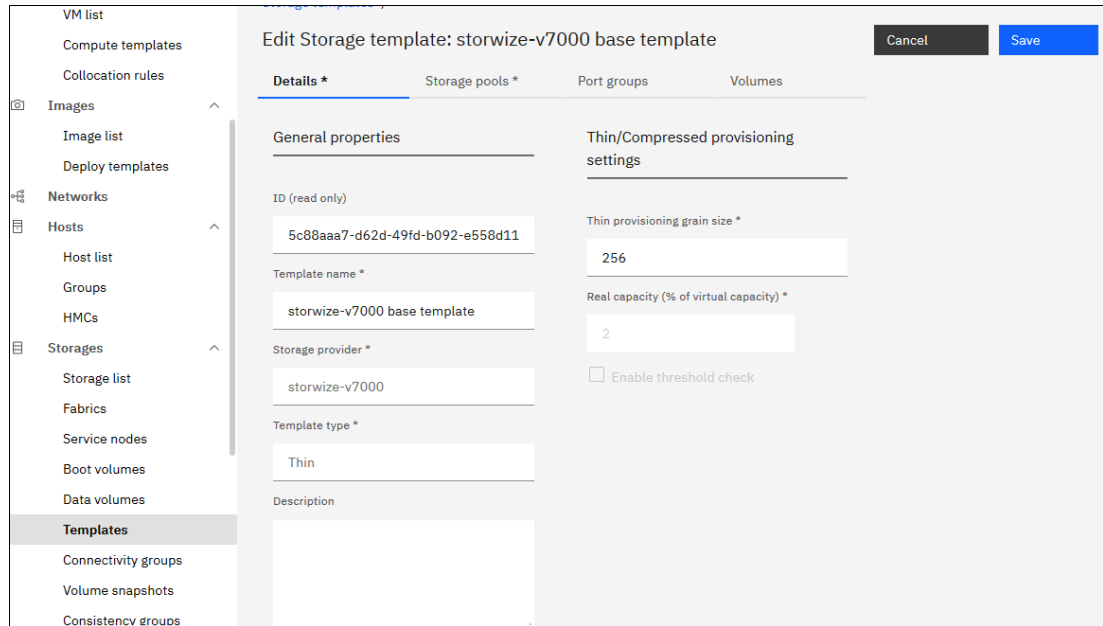 VM list
Compute templates
Collocation rules
Images
Image list
Deploy templates
Networks
Hosts
Host list
Groups
HMCs
Storages
Storage list
Fabrics
Service nodes
Boot volumes
Data volumes
Templates
Connectivity groups
Volume snapshots
Consistency groups
Edit Storage template: storwize-v7000 base template
Cancel
Save
Details *
Storage pools *
Port groups
Volumes
General properties
ID (read only)
5c88aaa7-d62d-49fd-b092-e558d11
Template name *
storwize-v7000 base template
Storage provider *
storwize-v7000
Template type *
Thin
Description
Thin/Compressed provisioning
settings
Thin provisioning grain size *
256
Real capacity (% of virtual capacity) *
2
Enable threshold check